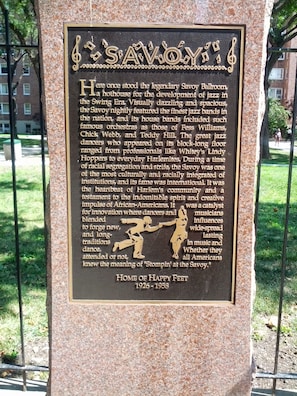 SAVOY
Here once stood the legendary Savoy Ballroom,
a hothouse for the development of jazz in
the Swing Era. Visually dazzling and spacious,
the Savoy nightly featured the finest jazz bands in
the nation, and its house bands included such
famous orchestras as those of Fess Williams,
Chick Webb, and Teddy Hill. The great jazz
dancers who appeared on its block-long floor
ranged from professionals like Whitey's Lindy
Hoppers to everyday Harlemites. During a time
of racial segregation and strife, the Savoy was one
of the most culturally and racially integrated of
institutions, and its fame was international. It was
the heartbeat of Harlem's community and a
testament to the indomitable spirit and creative
impulse of African-Americans. It was a catalyst
for innovation where dancers and musicians
blended influences
to forge new, wide-spread
and long- lasting
traditions in music and
dance. Whether they
attended or not, all Americans
knew the meaning of "Stompin' at the Savoy."
Home of Happy Feet
1926 - 1958